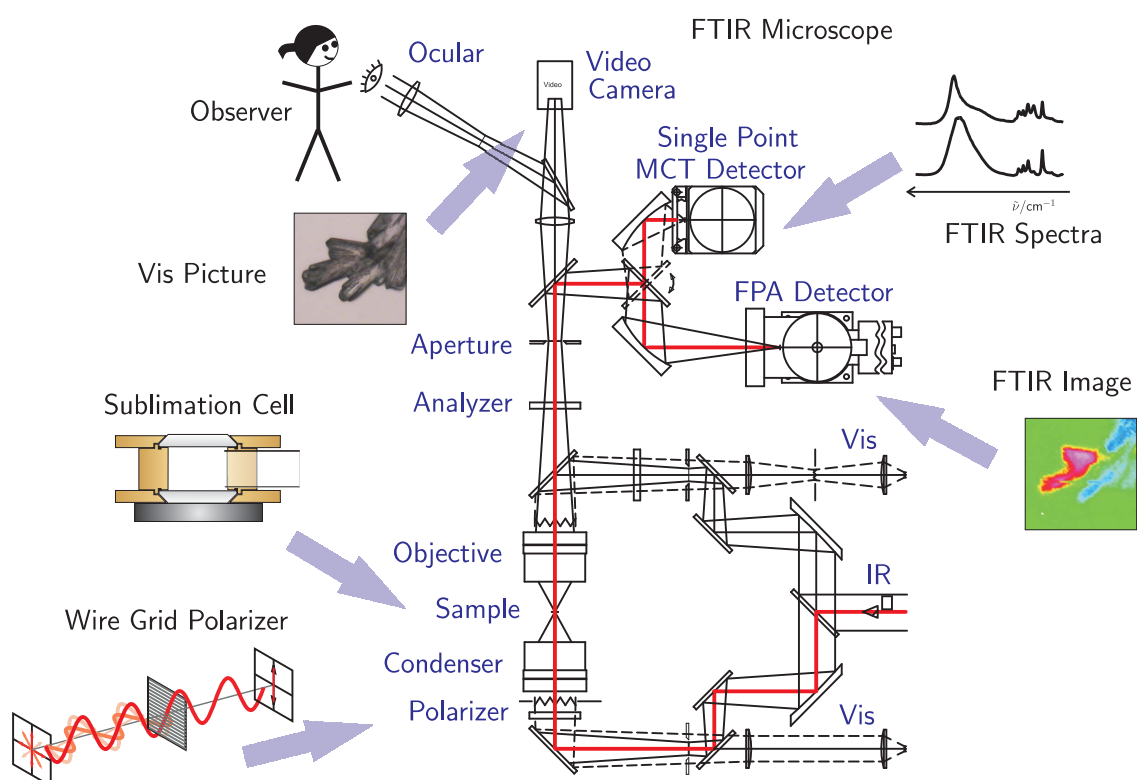 FTIR Microscope
Ocular
Video
Camera
Video
Observer
Single Point
MCT Detector
ν̃/cm⁻¹
FTIR Spectra
Vis Picture
FPA Detector
Aperture
FTIR Image
Sublimation Cell
Analyzer
Vis
Objective
IR
Sample
Wire Grid Polarizer
Condenser
Polarizer
Vis